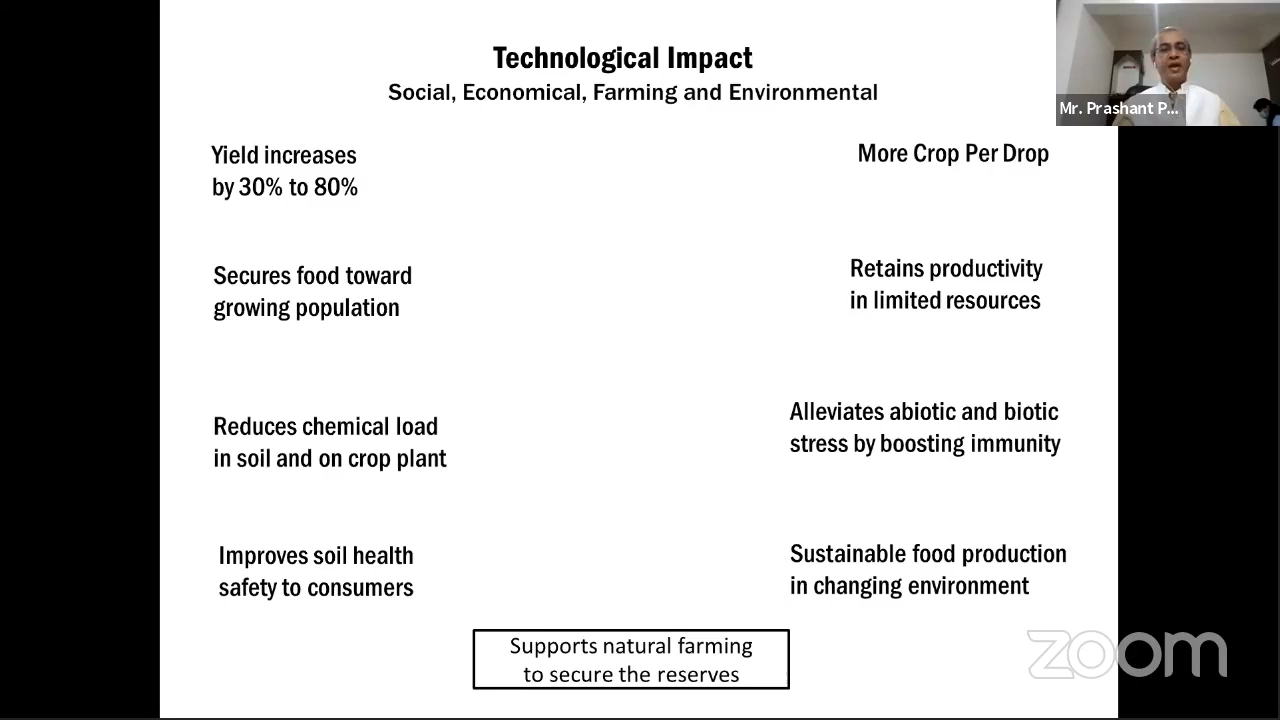 Technological Impact
Social, Economical, Farming and Environmental
Mr. Prashant P...
Yield increases
by 30% to 80%
More Crop Per Drop
Secures food toward
growing population
Retains productivity
in limited resources
Reduces chemical load
in soil and on crop plant
Alleviates abiotic and biotic
stress by boosting immunity
Improves soil health
safety to consumers
Sustainable food production
in changing environment
Supports natural farming
to secure the reserves
zoom